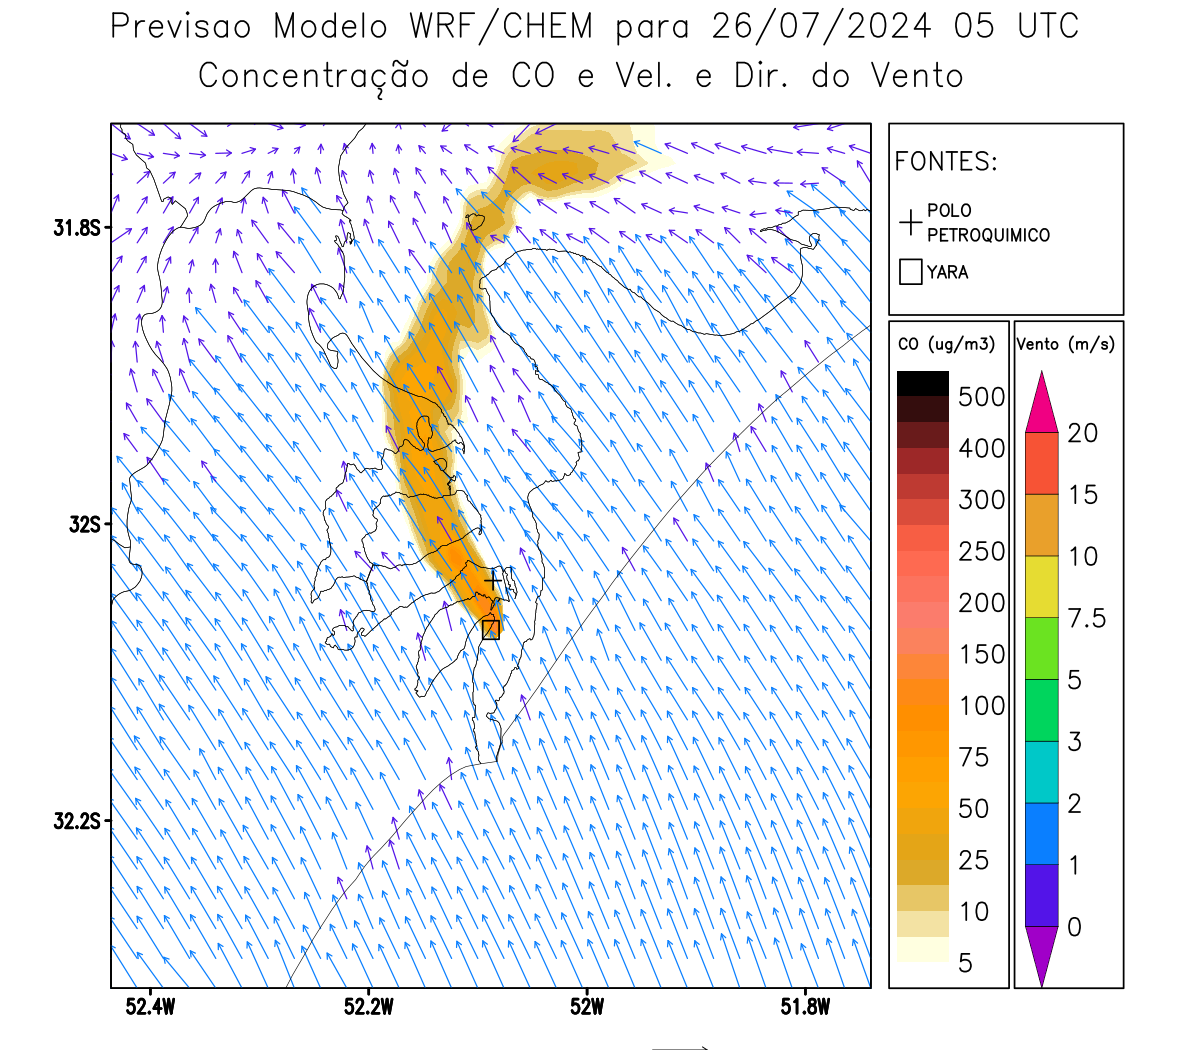 Previsao Modelo WRF/CHEM para 26/07/2024 05 UTC
Concentração de CO e Vel. e Dir. do Vento
FONTES:
POLO
PETROQUIMICO
YARA
CO (ug/m3)
500
400
300
250
200
150
100
75
50
25
10
5
Vento (m/s)
20
15
10
7.5
5
3
2
1
0
31.8S
32S
32.2S
52.4W
52.2W
52W
51.8W